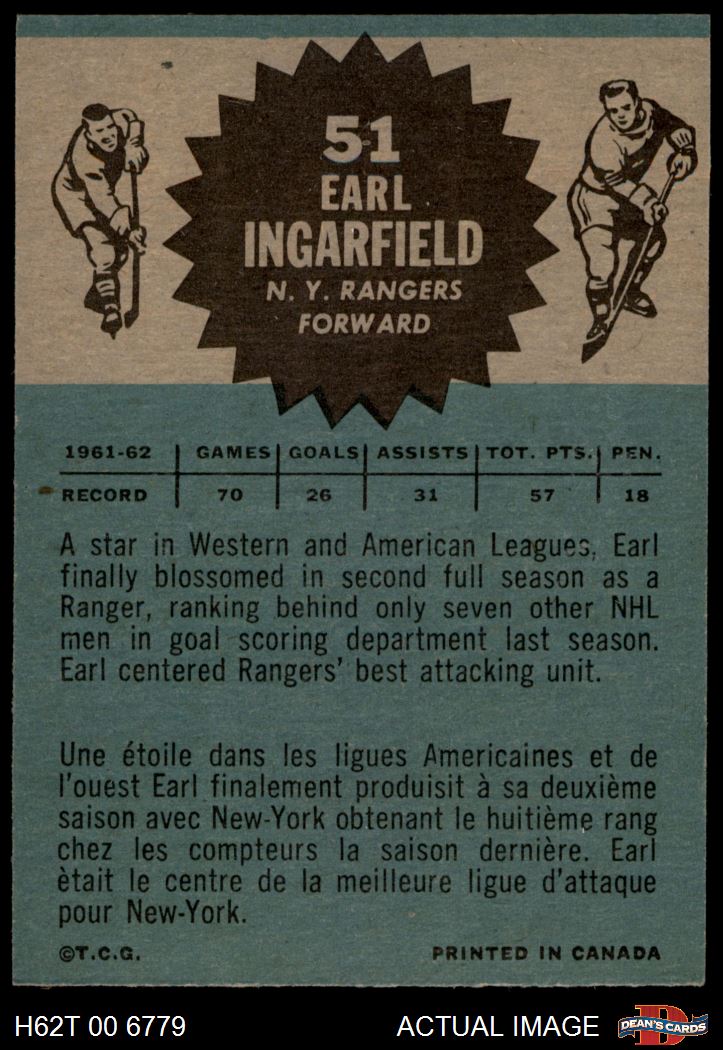 51
EARL
INGARFIELD
N. Y. RANGERS
FORWARD
1961-62 GAMES GOALS ASSISTS TOT. PTS. PEN.
RECORD 70 26 31 57 18
A star in Western and American Leagues, Earl
finally blossomed in second full season as a
Ranger, ranking behind only seven other NHL
men in goal scoring department last season.
Earl centered Rangers' best attacking unit.
Une étoile dans les ligues Americaines et de
l'ouest Earl finalement produisit à sa deuxième
saison avec New-York obtenant le huitième rang
chez les compteurs la saison dernière. Earl
ètait le centre de la meilleure ligue d'attaque
pour New-York.
©T.C.G. PRINTED IN CANADA
H62T 00 6779 ACTUAL IMAGE DEAN'S CARDS